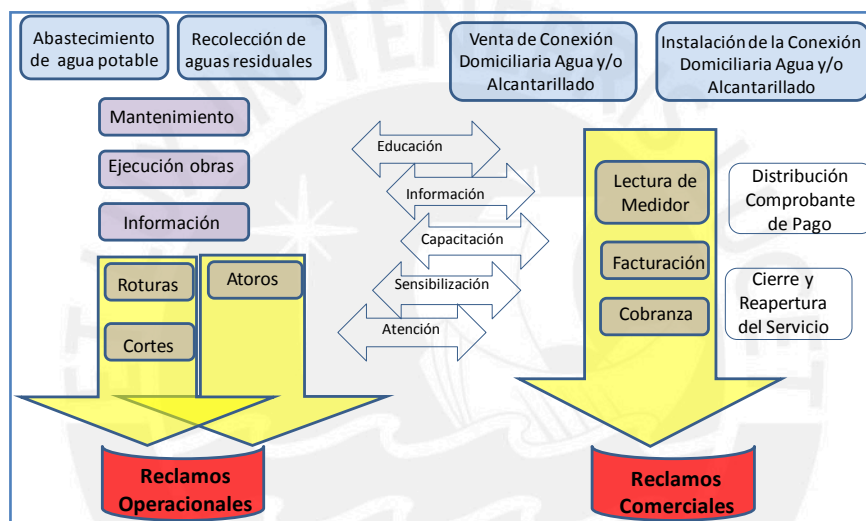 Abastecimiento
de agua potable
Recolección de
aguas residuales
Venta de Conexión
Domiciliaria Agua y/o
Alcantarillado
Instalación de la Conexión
Domiciliaria Agua y/o
Alcantarillado
Mantenimiento
Ejecución obras
Información
Roturas
Atoros
Cortes
Educación
Información
Capacitación
Sensibilización
Atención
Lectura de
Medidor
Facturación
Cobranza
Distribución
Comprobante
de Pago
Cierre y
Reapertura
del Servicio
Reclamos
Operacionales
Reclamos
Comerciales